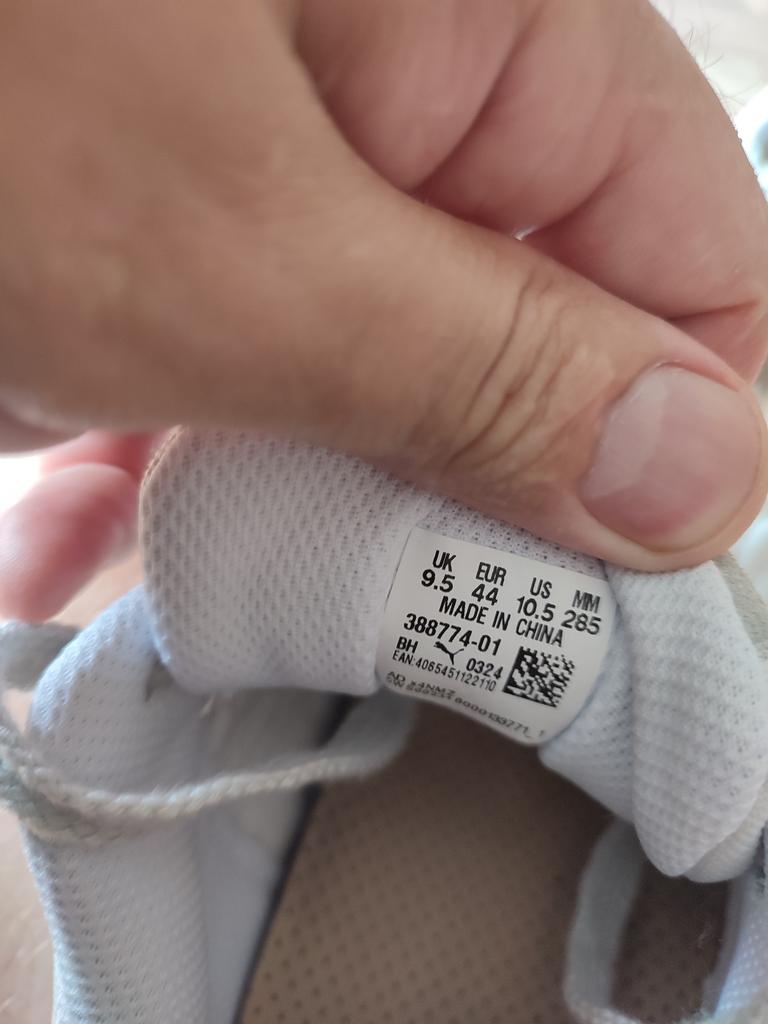 UK EUR US MM
9.5 44 10.5 285
MADE IN CHINA
388774-01
BH 0324
EAN:4065451122110